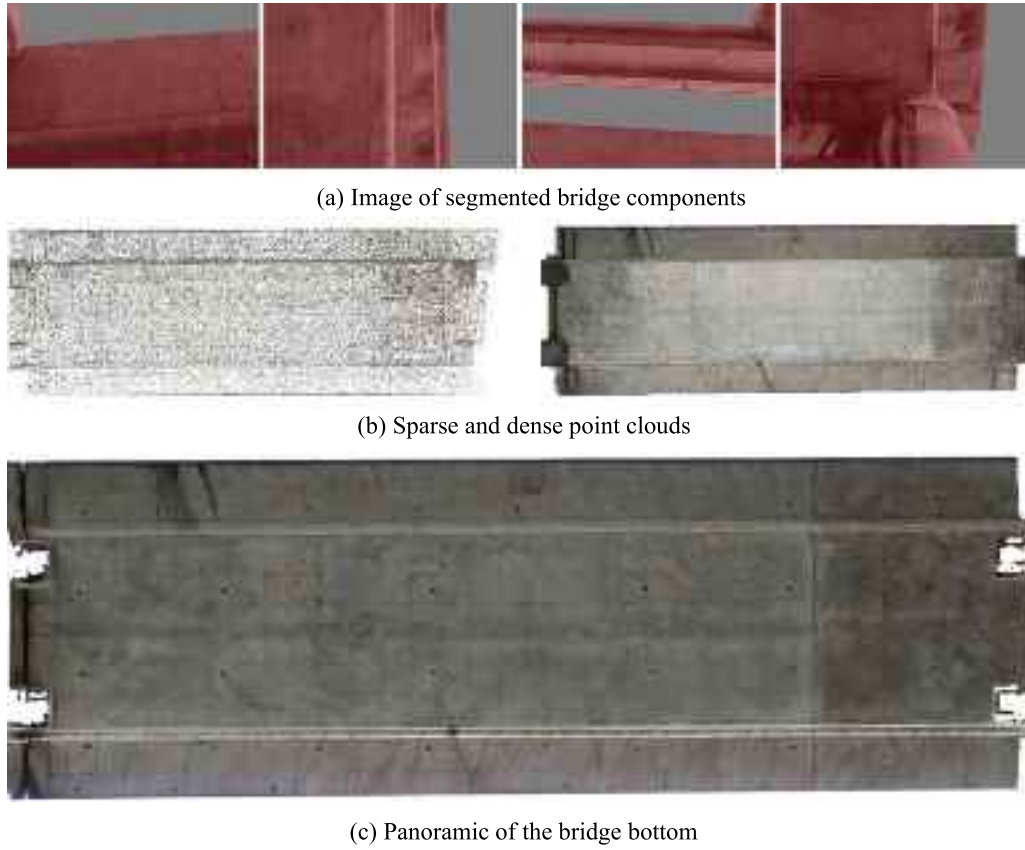 (a) Image of segmented bridge components
(b) Sparse and dense point clouds
(c) Panoramic of the bridge bottom